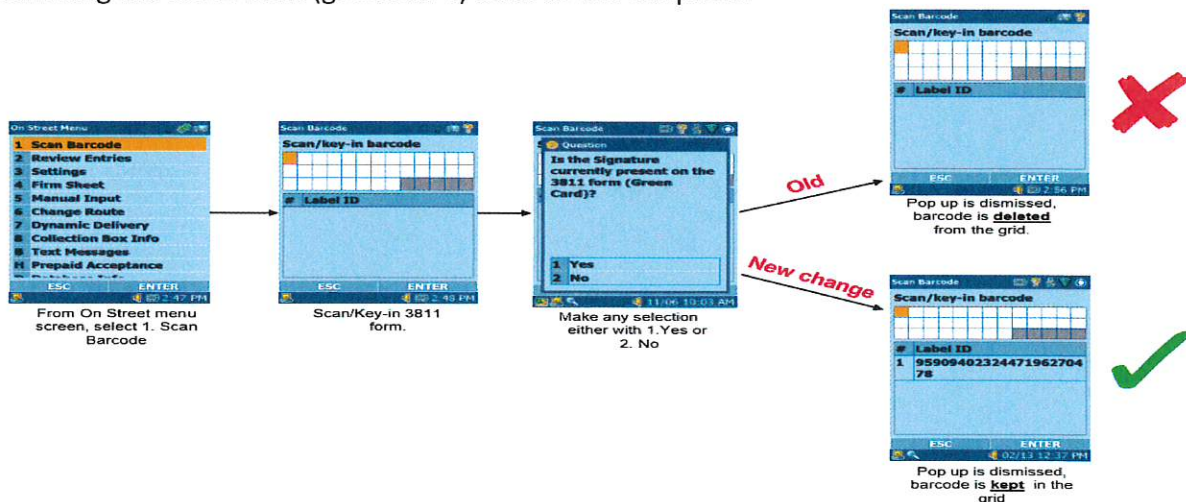 On Street Menu
1 Scan Barcode
2 Review Entries
3 Settings
4 Firm Sheet
5 Manual Input
6 Change Route
7 Dynamic Delivery
8 Collection Box Info
Text Messages
H Prepaid Acceptance
ESC ENTER
2:47 PM
From On Street menu
screen, select 1. Scan
Barcode
Scan Barcode
Scan/key-in barcode
# Label ID
ESC ENTER
2:48 PM
Scan/Key-in 3811
form.
Scan Barcode
Question
Is the Signature
currently present on the
3811 form (Green
Card)?
1 Yes
2 No
11/06 10:03 AM
Make any selection
either with 1.Yes or
2. No
Old
New change
Scan Barcode
Scan/key-in barcode
# Label ID
ESC ENTER
2:56 PM
Pop up is dismissed,
barcode is deleted
from the grid.
Scan Barcode
Scan/key-in barcode
# Label ID
1 95909402324471962704
78
ESC ENTER
02/13 12:37 PM
Pop up is dismissed,
barcode is kept in the
grid